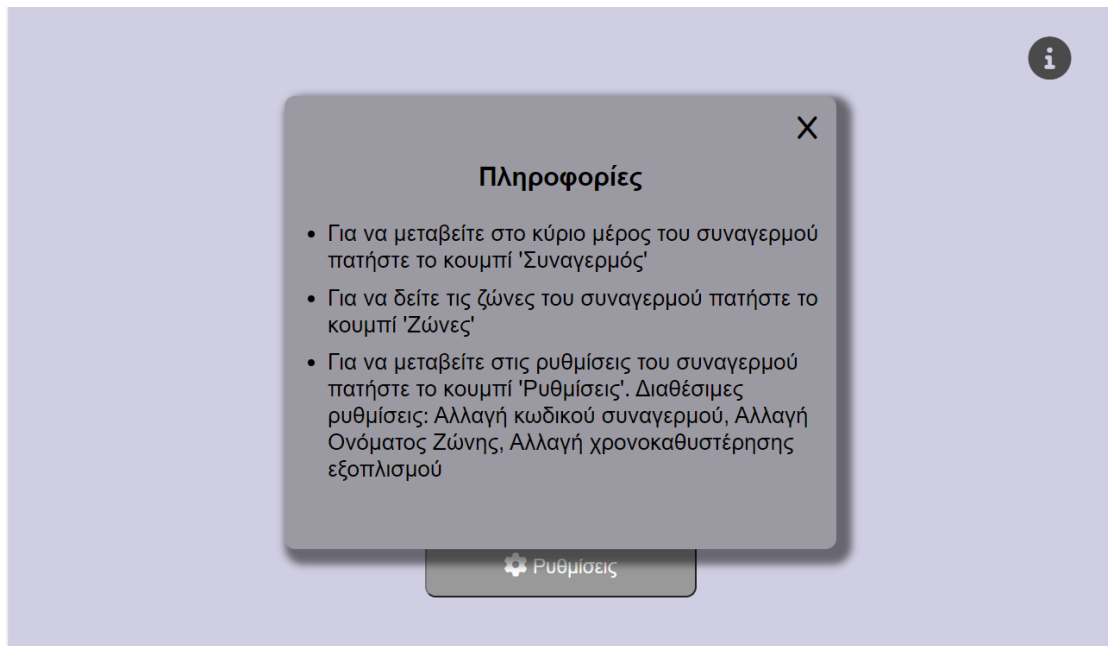 Πληροφορίες
Για να μεταβείτε στο κύριο μέρος του συναγερμού
πατήστε το κουμπί 'Συναγερμός'
Για να δείτε τις ζώνες του συναγερμού πατήστε το
κουμπί 'Ζώνες'
Για να μεταβείτε στις ρυθμίσεις του συναγερμού
πατήστε το κουμπί 'Ρυθμίσεις'. Διαθέσιμες
ρυθμίσεις: Αλλαγή κωδικού συναγερμού, Αλλαγή
Ονόματος Ζώνης, Αλλαγή χρονοκαθυστέρησης
εξοπλισμού
Ρυθμίσεις